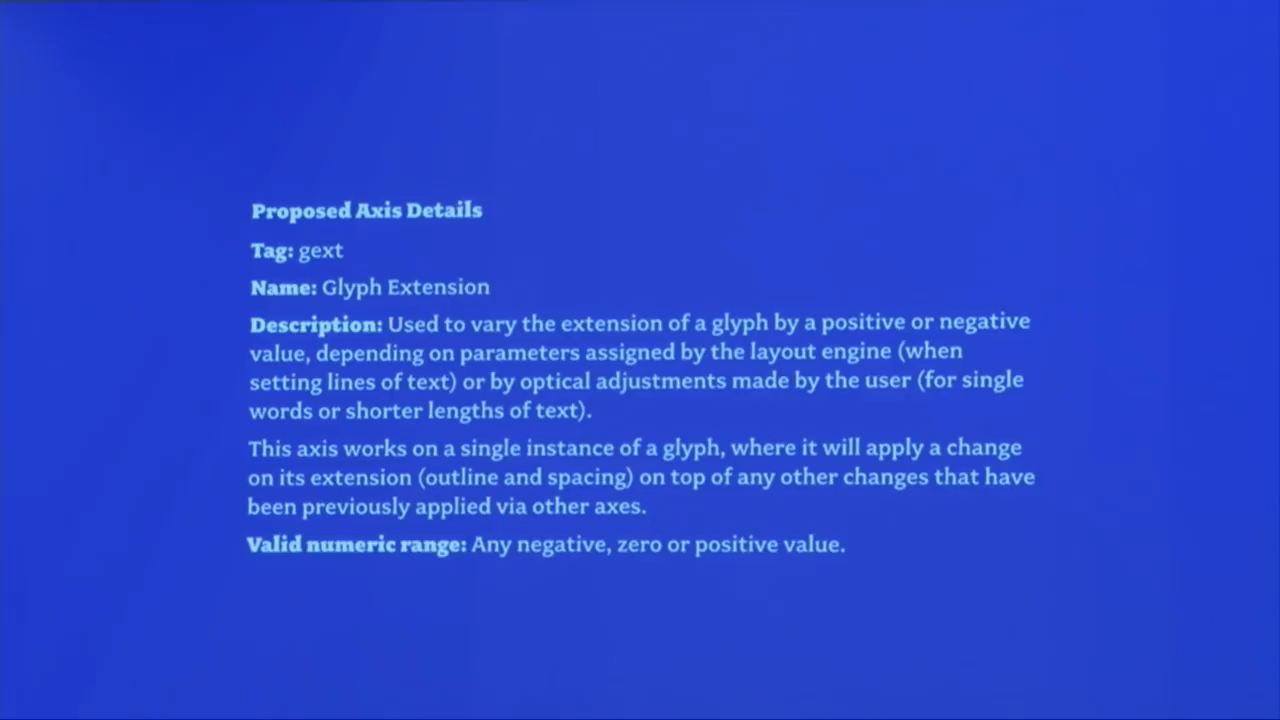 Proposed Axis Details
Tag: gext
Name: Glyph Extension
Description: Used to vary the extension of a glyph by a positive or negative
value, depending on parameters assigned by the layout engine (when
setting lines of text) or by optical adjustments made by the user (for single
words or shorter lengths of text).
This axis works on a single instance of a glyph, where it will apply a change
on its extension (outline and spacing) on top of any other changes that have
been previously applied via other axes.
Valid numeric range: Any negative, zero or positive value.